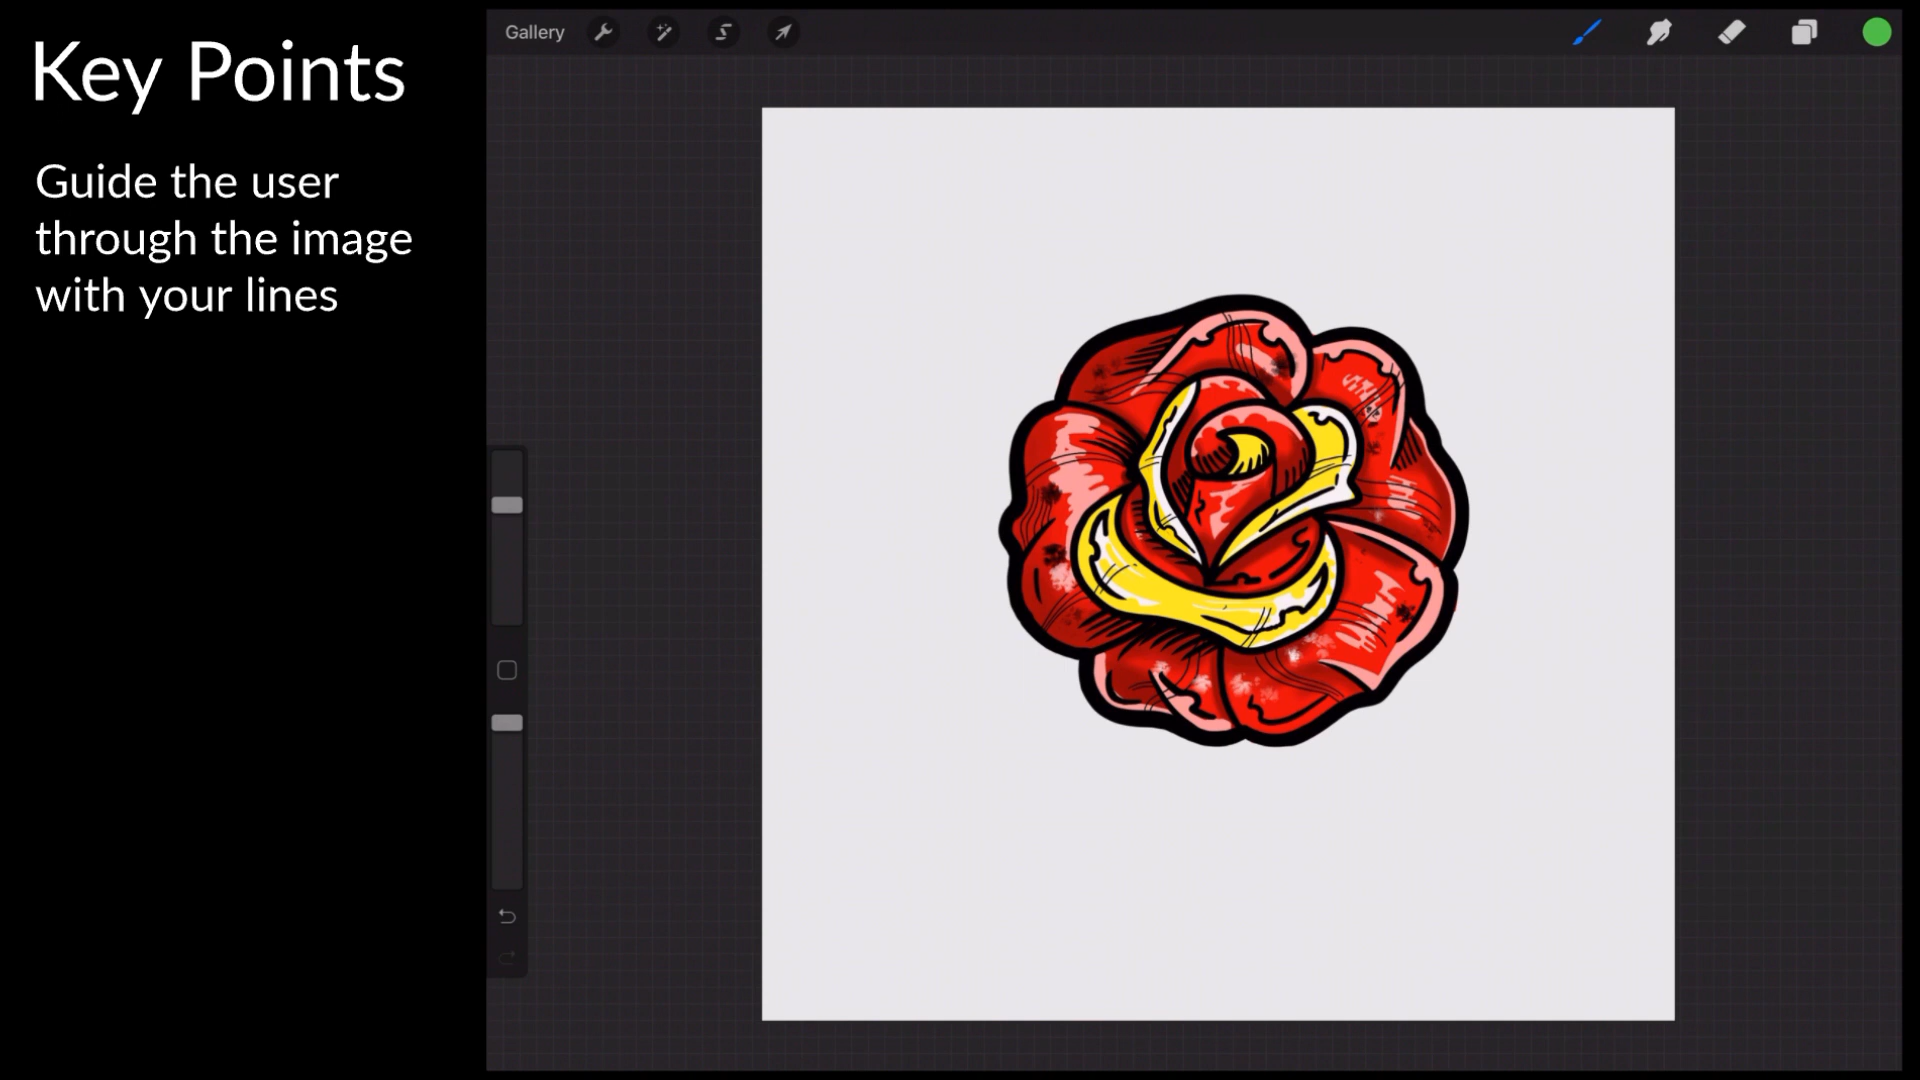 Key Points
Guide the user
through the image
with your lines
Gallery